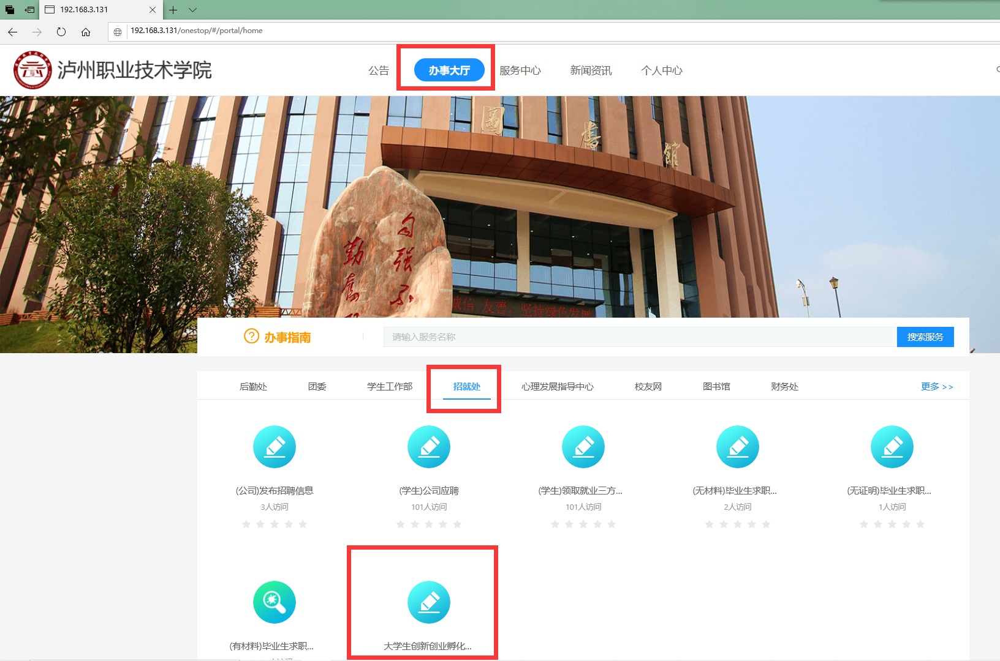 192.168.3.131
192.168.3.131/onestop/#/portal/home
泸州职业技术学院
公告
办事大厅
服务中心
新闻资讯
个人中心
圖書館
自强不
勤奮
诚信 友善。坚持绿色发展
办事指南
请输入服务名称
搜索服务
后勤处
团委
学生工作部
招就处
心理发展指导中心
校友网
图书馆
财务处
更多 >>
(公司)发布招聘信息
3人访问
(学生)公司应聘
101人访问
(学生)领取就业三方...
101人访问
(无材料)毕业生求职...
2人访问
(无证明)毕业生求职...
1人访问
(有材料)毕业生求职...
大学生创新创业孵化...